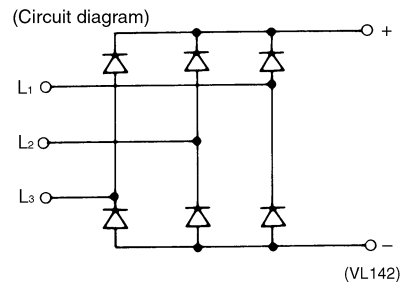 (Circuit diagram)
+
L1
L2
L3
−
(VL142)